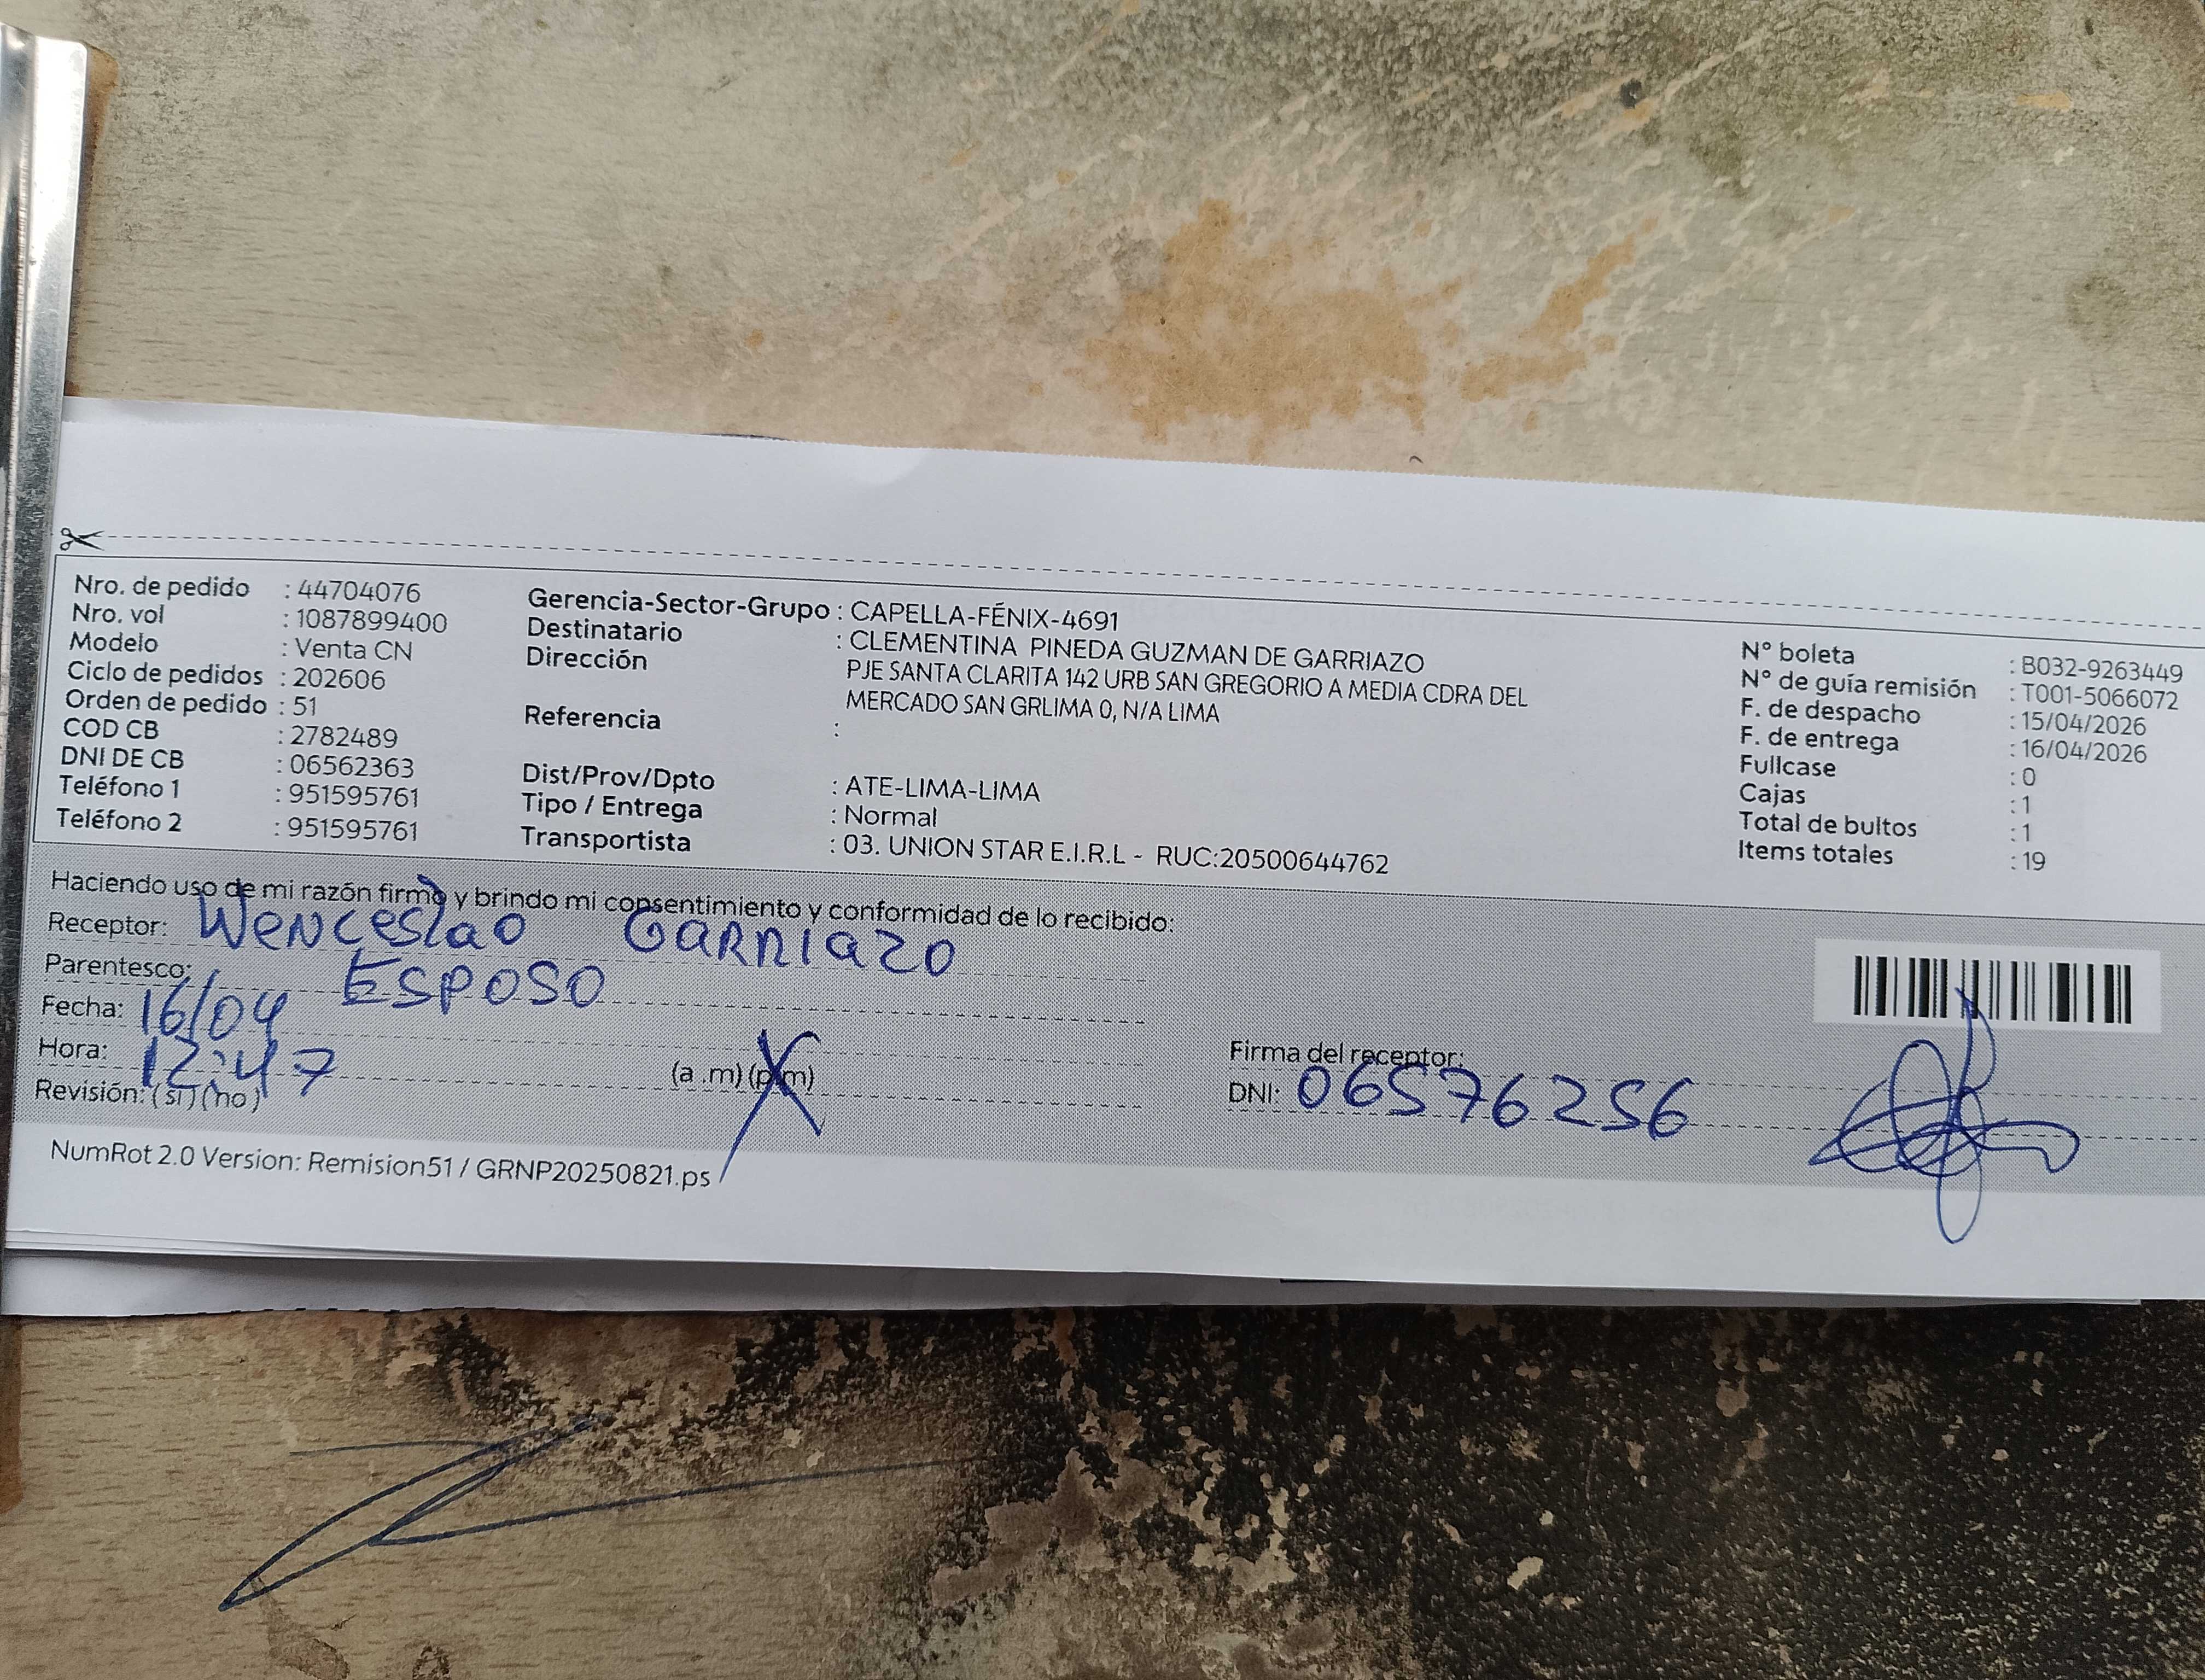 Nro. de pedido : 44704076
Nro. vol : 1087899400
Modelo : Venta CN
Ciclo de pedidos : 202606
Orden de pedido : 51
COD CB : 2782489
DNI DE CB : 06562363
Teléfono 1 : 951595761
Teléfono 2 : 951595761
Gerencia-Sector-Grupo : CAPELLA-FÉNIX-4691
Destinatario : CLEMENTINA PINEDA GUZMAN DE GARRIAZO
Dirección PJE SANTA CLARITA 142 URB SAN GREGORIO A MEDIA CDRA DEL
MERCADO SAN GRLIMA 0, N/A LIMA
Referencia :
Dist/Prov/Dpto : ATE-LIMA-LIMA
Tipo / Entrega : Normal
Transportista : 03. UNION STAR E.I.R.L - RUC:20500644762
N° boleta : B032-9263449
N° de guía remisión : T001-5066072
F. de despacho : 15/04/2026
F. de entrega : 16/04/2026
Fullcase : 0
Cajas : 1
Total de bultos : 1
Items totales : 19
Haciendo uso de mi razón firmo y brindo mi consentimiento y conformidad de lo recibido:
Receptor: Wenceslao GARRIAZO
Parentesco: ESPOSO
Fecha: 16/04
Hora: 12:47 (a .m) (p.m)
Revisión: (si) (no)
Firma del receptor:
DNI: 06576256
NumRot 2.0 Version: Remision51 / GRNP20250821.ps